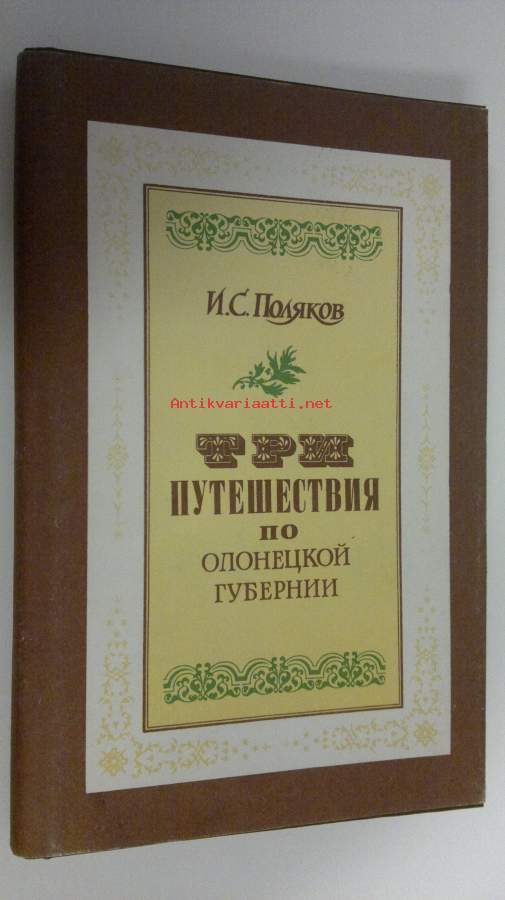 И.С. Поляков
Antikvariaatti.net
ТРИ
ПУТЕШЕСТВИЯ
ПО
ОЛОНЕЦКОЙ
ГУБЕРНИИ